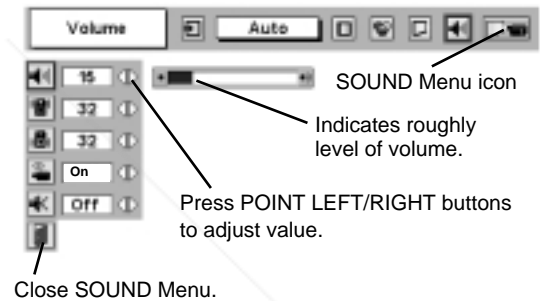 Volume
Auto
SOUND Menu icon
15
32
32
On
Off
Indicates roughly
level of volume.
Press POINT LEFT/RIGHT buttons
to adjust value.
Close SOUND Menu.